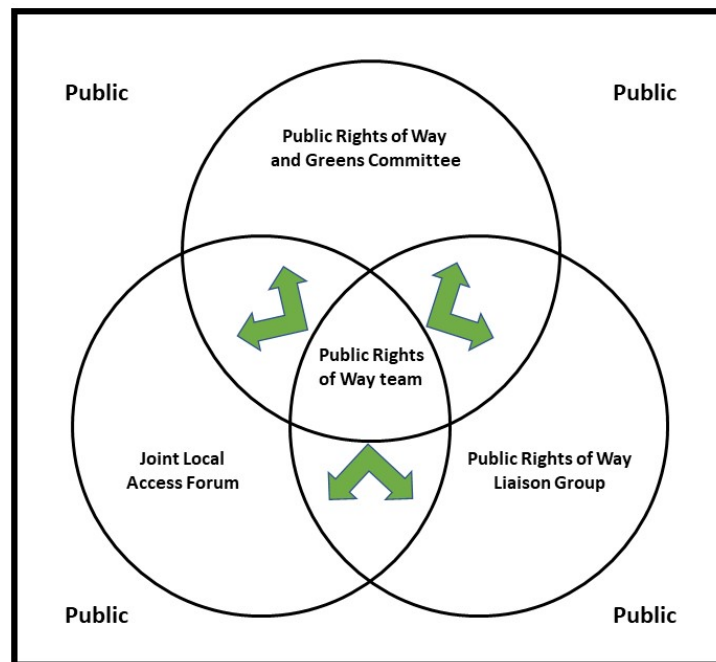 Public
Public
Public Rights of Way
and Greens Committee
Public Rights
of Way team
Joint Local
Access Forum
Public Rights of Way
Liaison Group
Public
Public